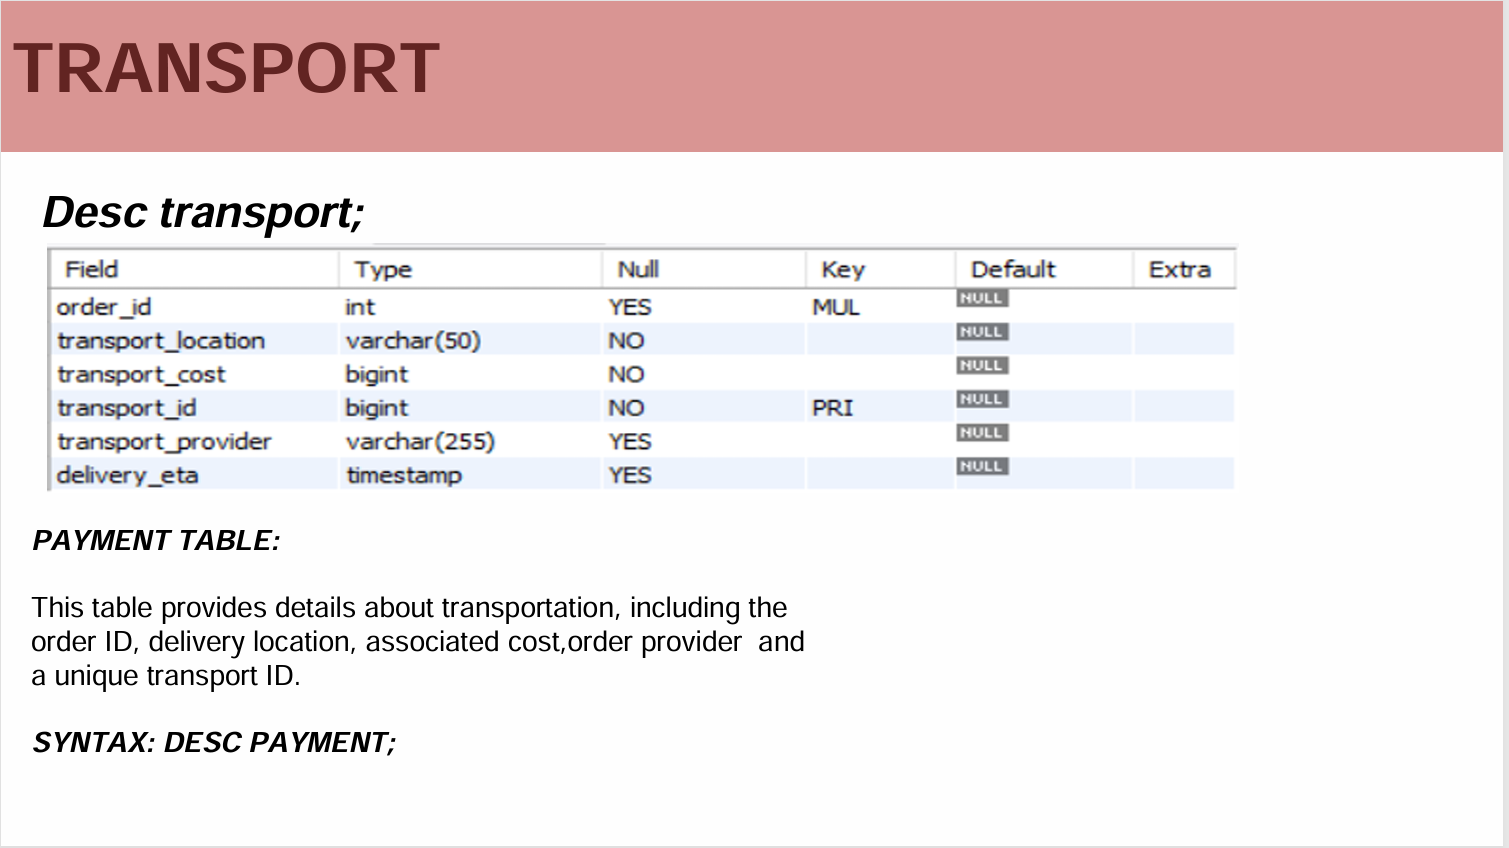 TRANSPORT
Desc transport;
Field Type Null Key Default Extra
order_id int YES MUL NULL
transport_location varchar(50) NO NULL
transport_cost bigint NO NULL
transport_id bigint NO PRI NULL
transport_provider varchar(255) YES NULL
delivery_eta timestamp YES NULL
PAYMENT TABLE:
This table provides details about transportation, including the
order ID, delivery location, associated cost,order provider  and
a unique transport ID.
SYNTAX: DESC PAYMENT;